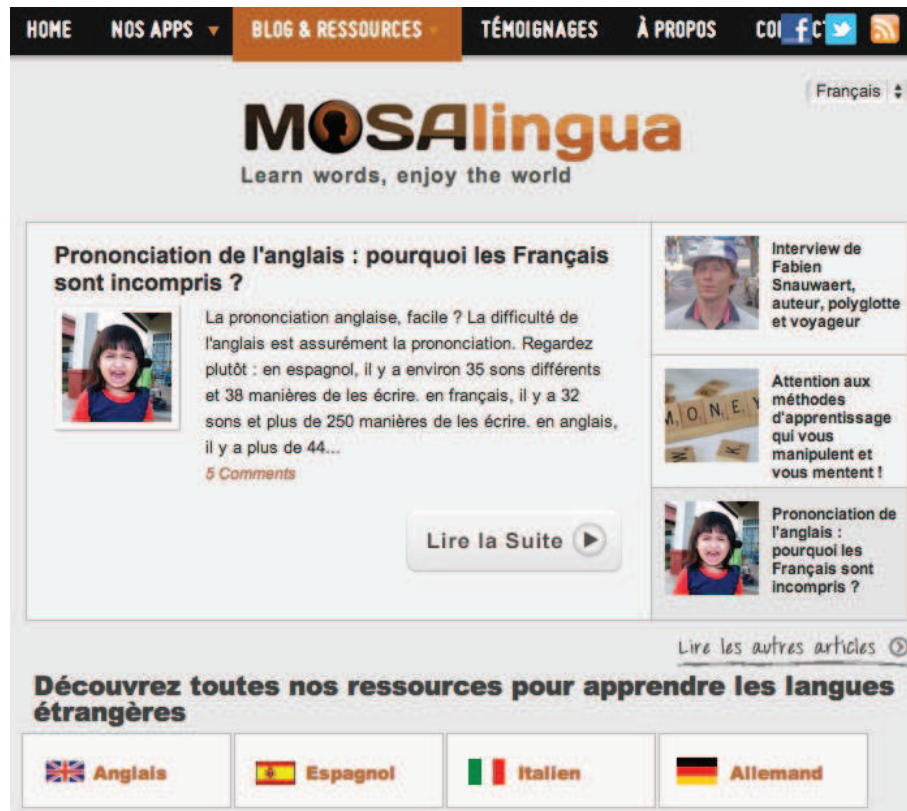 HOME NOS APPS BLOG & RESSOURCES TÉMOIGNAGES À PROPOS
Français
MOSAlingua
Learn words, enjoy the world
Prononciation de l'anglais : pourquoi les Français
sont incompris ?
La prononciation anglaise, facile ? La difficulté de
l'anglais est assurément la prononciation. Regardez
plutôt : en espagnol, il y a environ 35 sons différents
et 38 manières de les écrire. en français, il y a 32
sons et plus de 250 manières de les écrire. en anglais,
il y a plus de 44...
5 Comments
Lire la Suite
Interview de
Fabien
Snauwaert,
auteur, polyglotte
et voyageur
MONEY
W K
Attention aux
méthodes
d'apprentissage
qui vous
manipulent et
vous mentent !
Prononciation de
l'anglais :
pourquoi les
Français sont
incompris ?
Lire les autres articles
Découvrez toutes nos ressources pour apprendre les langues
étrangères
Anglais Espagnol Italien Allemand